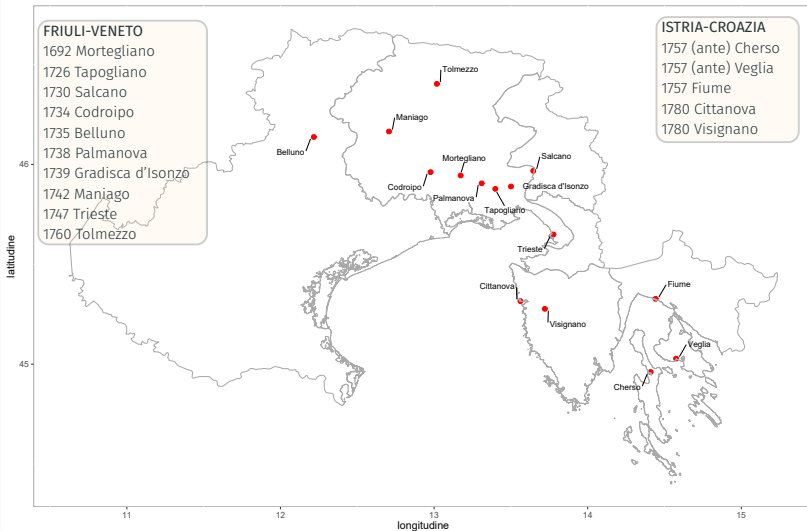 FRIULI-VENETO
1692 Mortegliano
1726 Tapogliano
1730 Salcano
1734 Codroipo
1735 Belluno
1738 Palmanova
1739 Gradisca d'Isonzo
1742 Maniago
1747 Trieste
1760 Tolmezzo
ISTRIA-CROAZIA
1757 (ante) Cherso
1757 (ante) Veglia
1757 Fiume
1780 Cittanova
1780 Visignano
Tolmezzo
Maniago
Belluno
Mortegliano
Salcano
Codroipo
Gradisca d'Isonzo
Palmanova
Tapogliano
Trieste
Cittanova
Fiume
Visignano
Veglia
Cherso
46
45
latitudine
11
12
13
14
15
longitudine